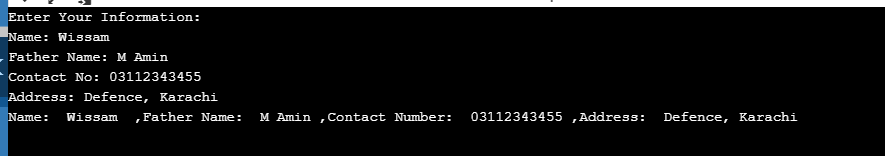 Enter Your Information:
Name: Wissam
Father Name: M Amin
Contact No: 03112343455
Address: Defence, Karachi
Name:  Wissam  ,Father Name:  M Amin ,Contact Number:  03112343455 ,Address:  Defence, Karachi